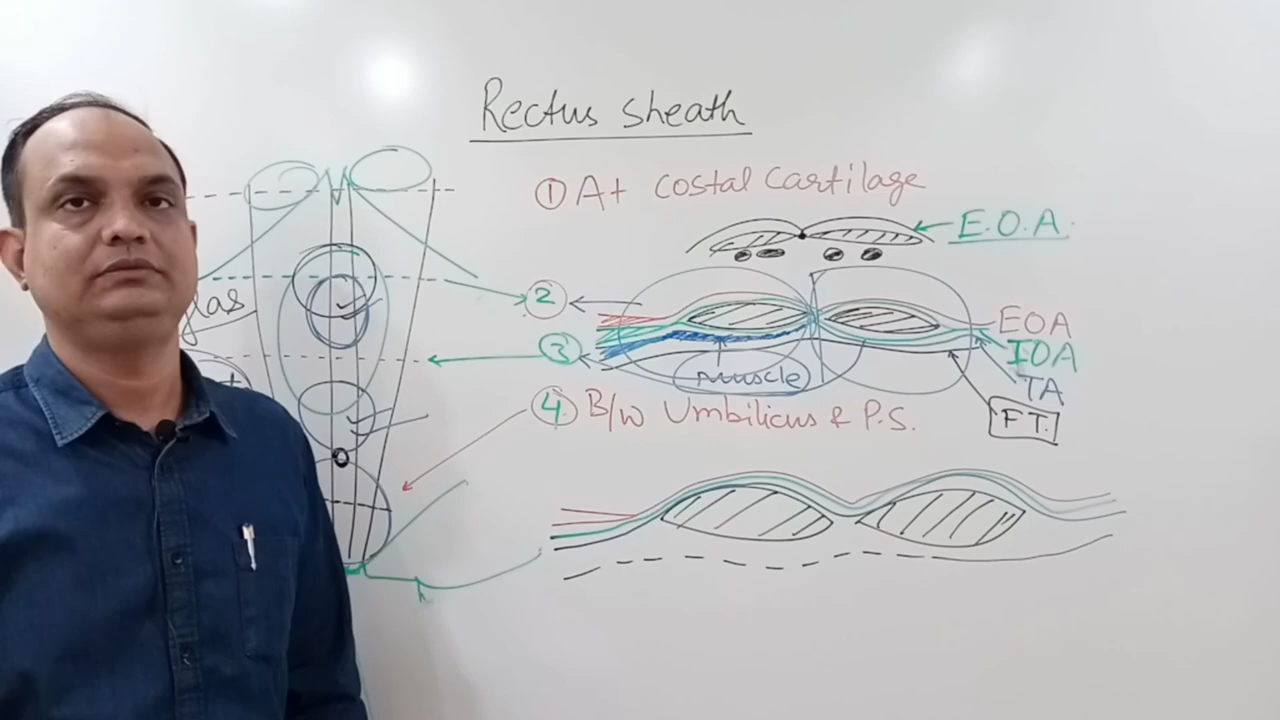 Rectus sheath
① At costal cartilage
E.O.A.
②
③
EOA
IOA
TA
muscle
F.T.
④ B/w Umbilicus & P.S.